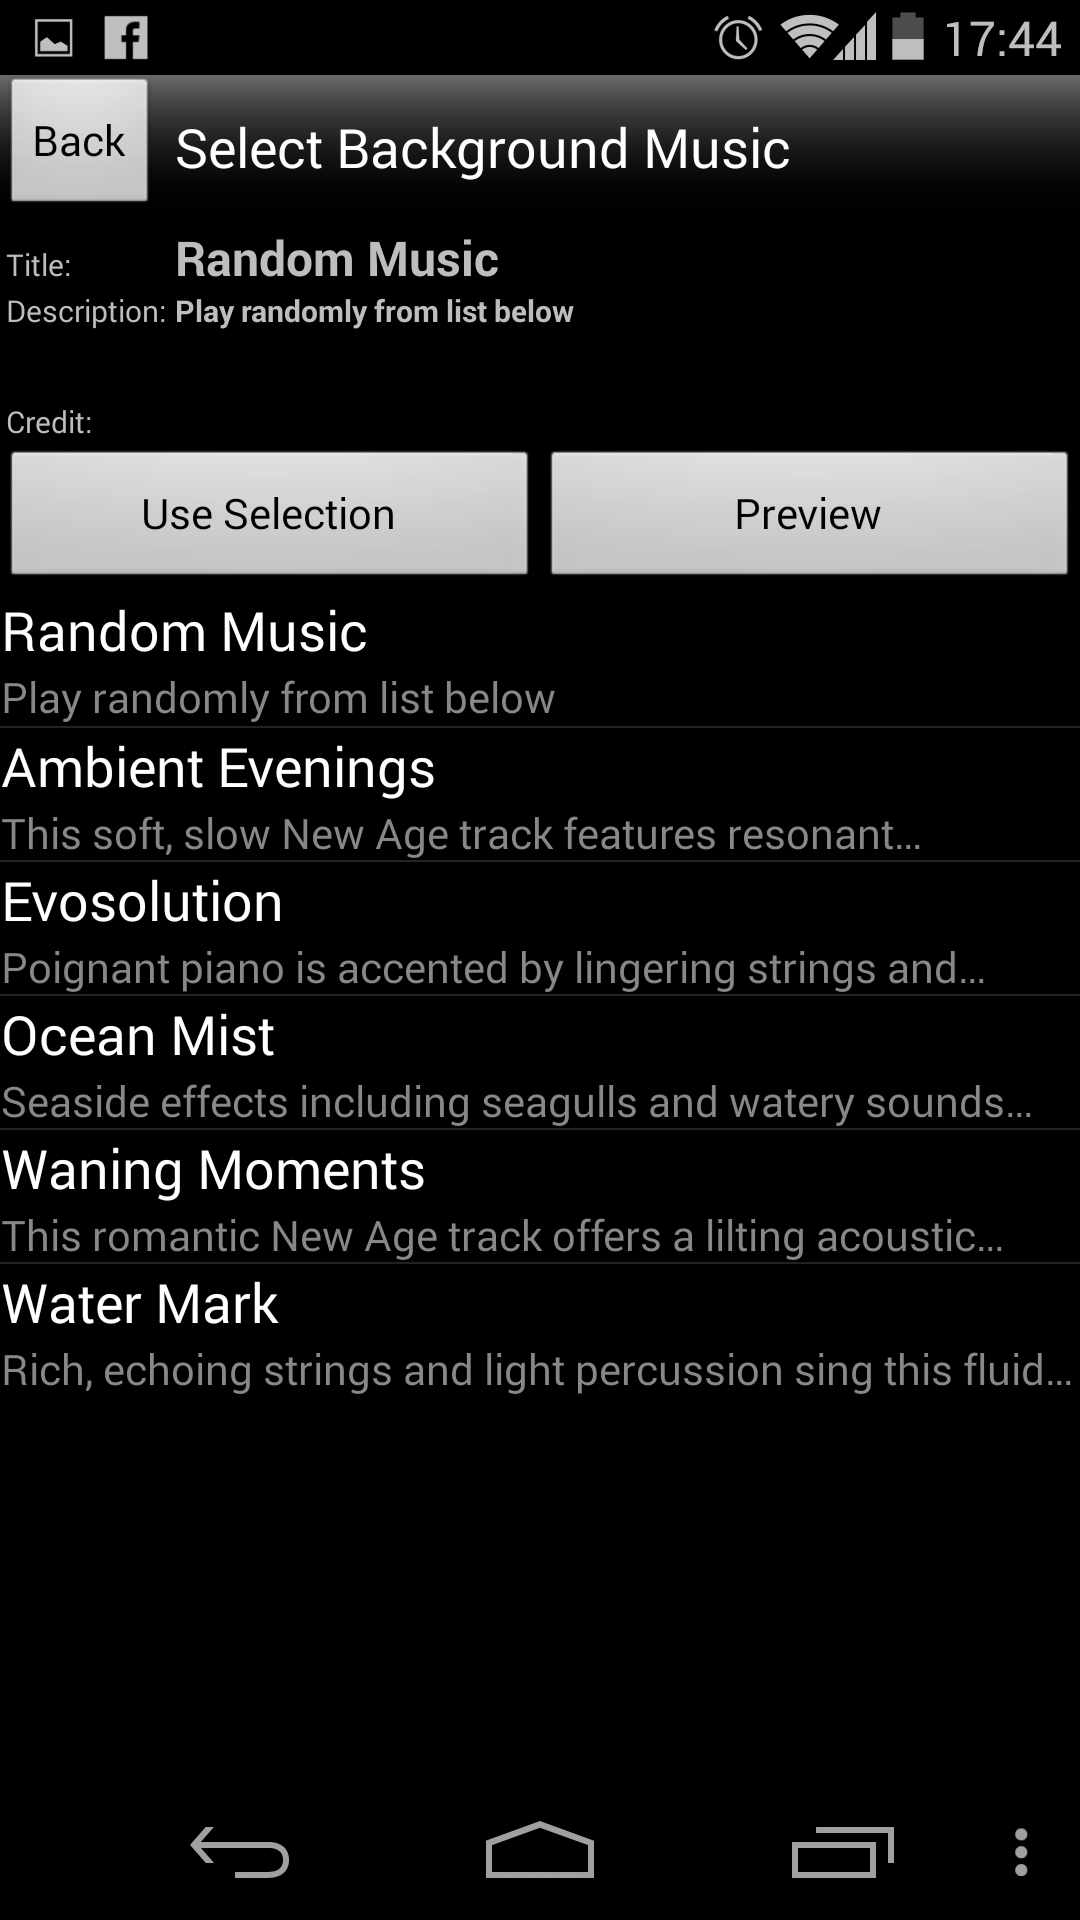 17:44
Back
Select Background Music
Title: Random Music
Description: Play randomly from list below
Credit:
Use Selection
Preview
Random Music
Play randomly from list below
Ambient Evenings
This soft, slow New Age track features resonant...
Evosolution
Poignant piano is accented by lingering strings and...
Ocean Mist
Seaside effects including seagulls and watery sounds...
Waning Moments
This romantic New Age track offers a lilting acoustic...
Water Mark
Rich, echoing strings and light percussion sing this fluid...